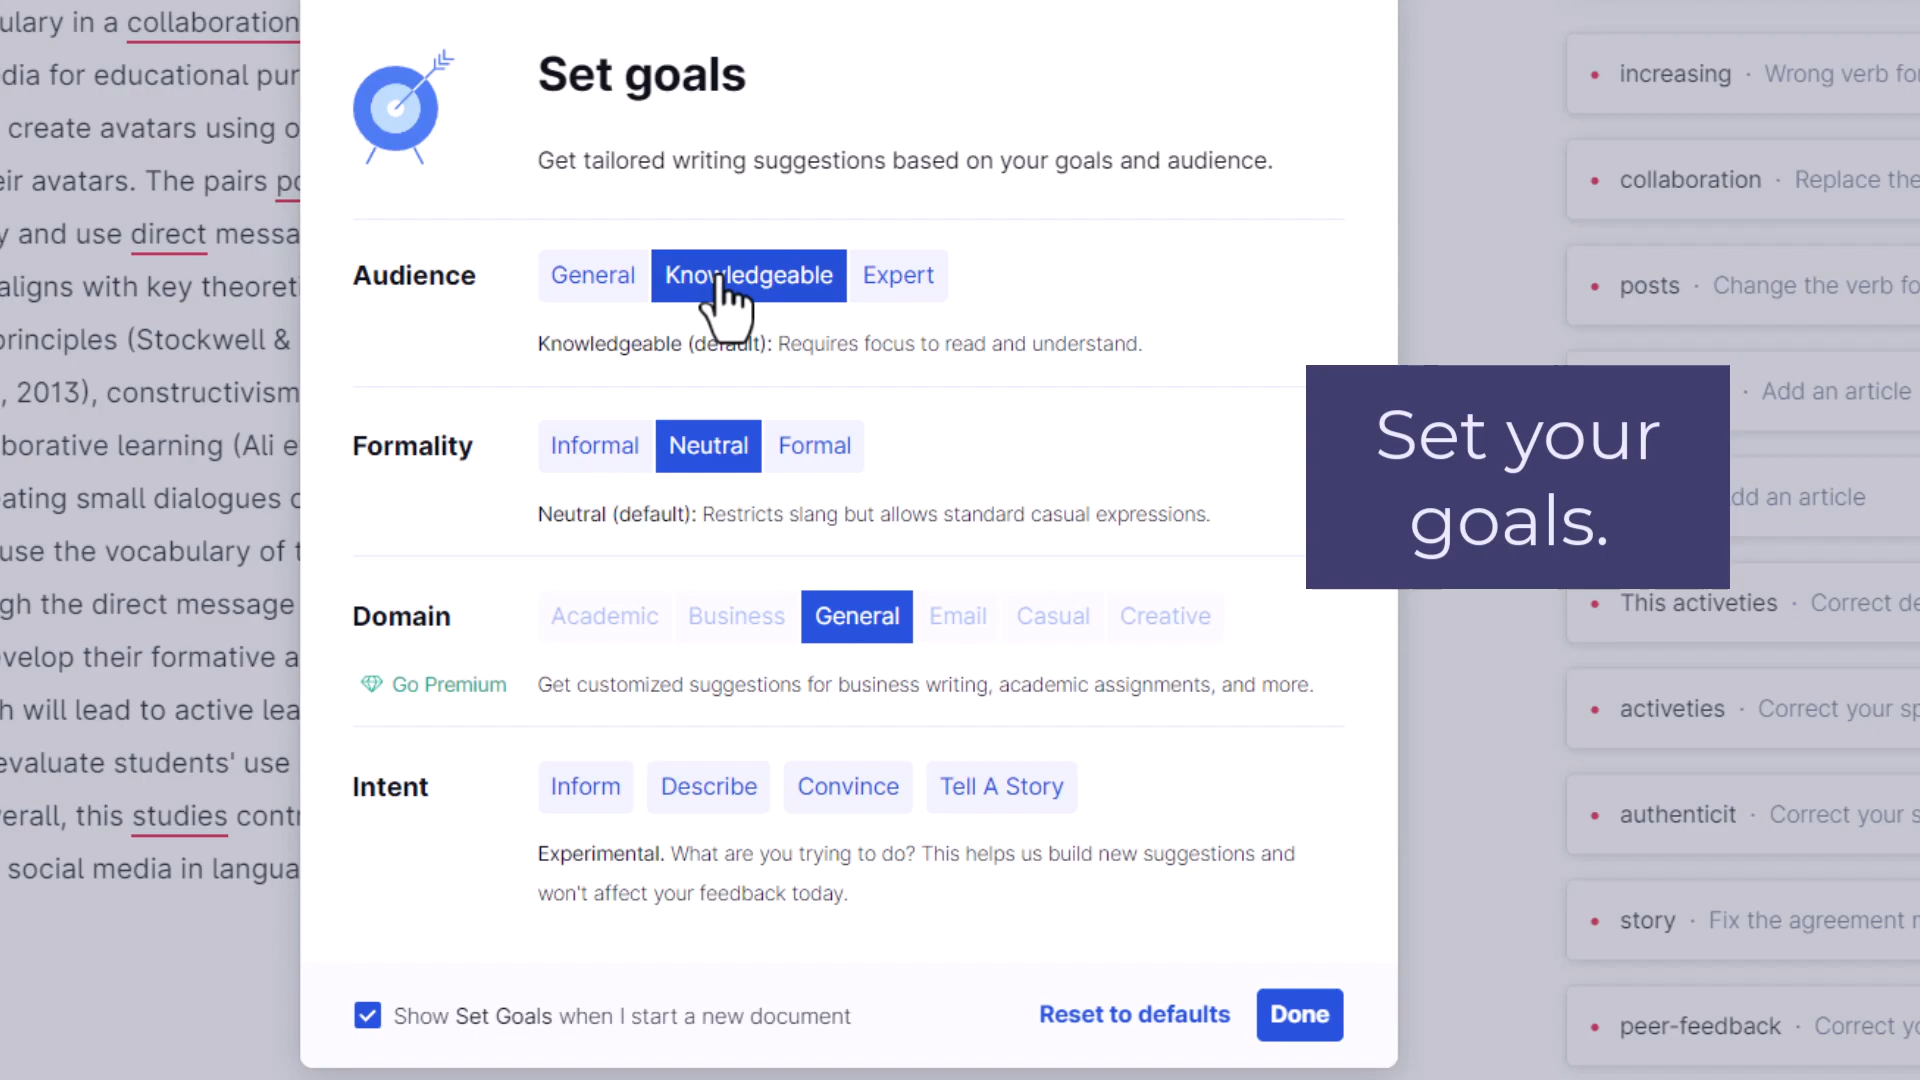 ulary in a collaboration
dia for educational pur
create avatars using o
eir avatars. The pairs po
y and use direct messa
aligns with key theoreti
principles (Stockwell &
, 2013), constructivism
borative learning (Ali e
eating small dialogues o
use the vocabulary of t
gh the direct message
velop their formative a
h will lead to active lea
evaluate students' use
erall, this studies contr
social media in langua
Set goals
Get tailored writing suggestions based on your goals and audience.
Audience General Knowledgeable Expert
Knowledgeable (default): Requires focus to read and understand.
Formality Informal Neutral Formal
Neutral (default): Restricts slang but allows standard casual expressions.
Domain Academic Business General Email Casual Creative
Go Premium Get customized suggestions for business writing, academic assignments, and more.
Intent Inform Describe Convince Tell A Story
Experimental. What are you trying to do? This helps us build new suggestions and
won't affect your feedback today.
Show Set Goals when I start a new document
Reset to defaults Done
Set your
goals.
increasing · Wrong verb for
collaboration · Replace the
posts · Change the verb fo
· Add an article
dd an article
This activeties · Correct de
activeties · Correct your sp
authenticit · Correct your s
story · Fix the agreement m
peer-feedback · Correct yo